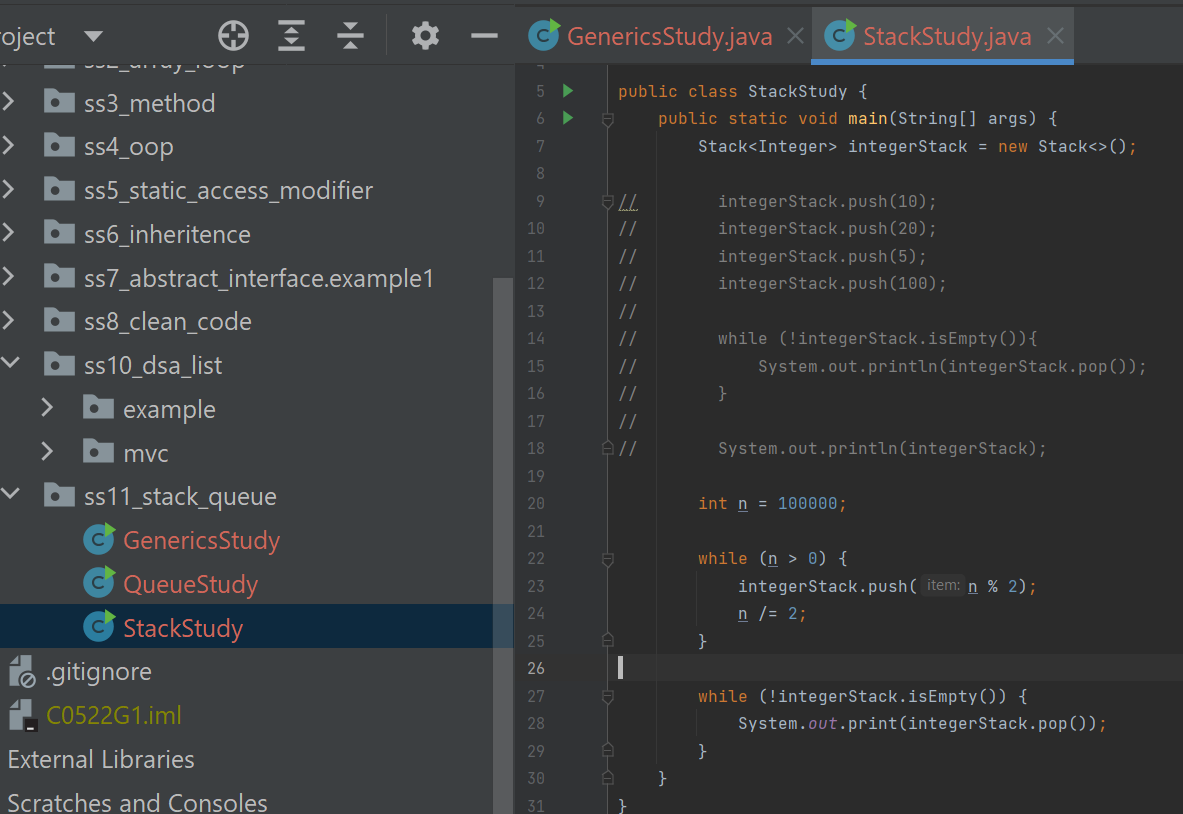 roject
ss2_array_loop
ss3_method
ss4_oop
ss5_static_access_modifier
ss6_inheritence
ss7_abstract_interface.example1
ss8_clean_code
ss10_dsa_list
example
mvc
ss11_stack_queue
GenericsStudy
QueueStudy
StackStudy
.gitignore
C0522G1.iml
External Libraries
Scratches and Consoles
GenericsStudy.java
StackStudy.java
4
5 public class StackStudy {
6 public static void main(String[] args) {
7 Stack<Integer> integerStack = new Stack<>();
8
9 // integerStack.push(10);
10 // integerStack.push(20);
11 // integerStack.push(5);
12 // integerStack.push(100);
13 //
14 // while (!integerStack.isEmpty()){
15 // System.out.println(integerStack.pop());
16 // }
17 //
18 // System.out.println(integerStack);
19
20 int n = 100000;
21
22 while (n > 0) {
23 integerStack.push( item: n % 2);
24 n /= 2;
25 }
26
27 while (!integerStack.isEmpty()) {
28 System.out.print(integerStack.pop());
29 }
30 }
31 }